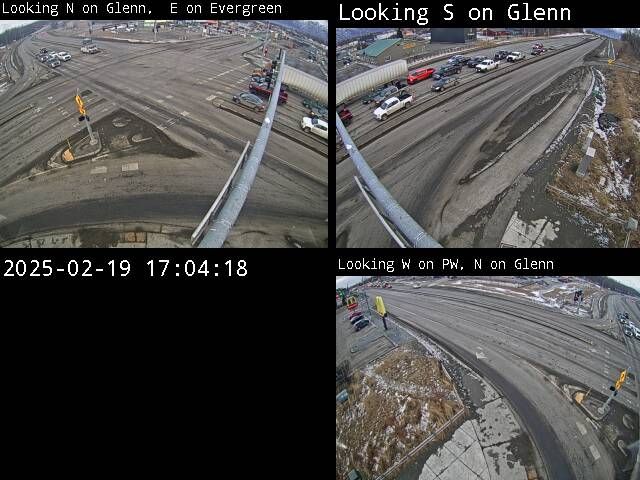 Looking N on Glenn,  E on Evergreen
Looking S on Glenn
2025-02-19 17:04:18
Looking W on PW, N on Glenn